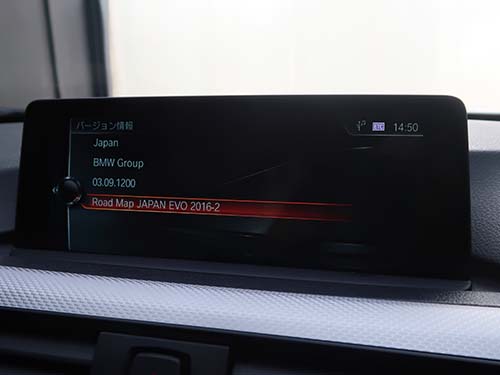 バージョン情報
ETC 14:50
Japan
BMW Group
03.09.1200
Road Map JAPAN EVO 2016-2